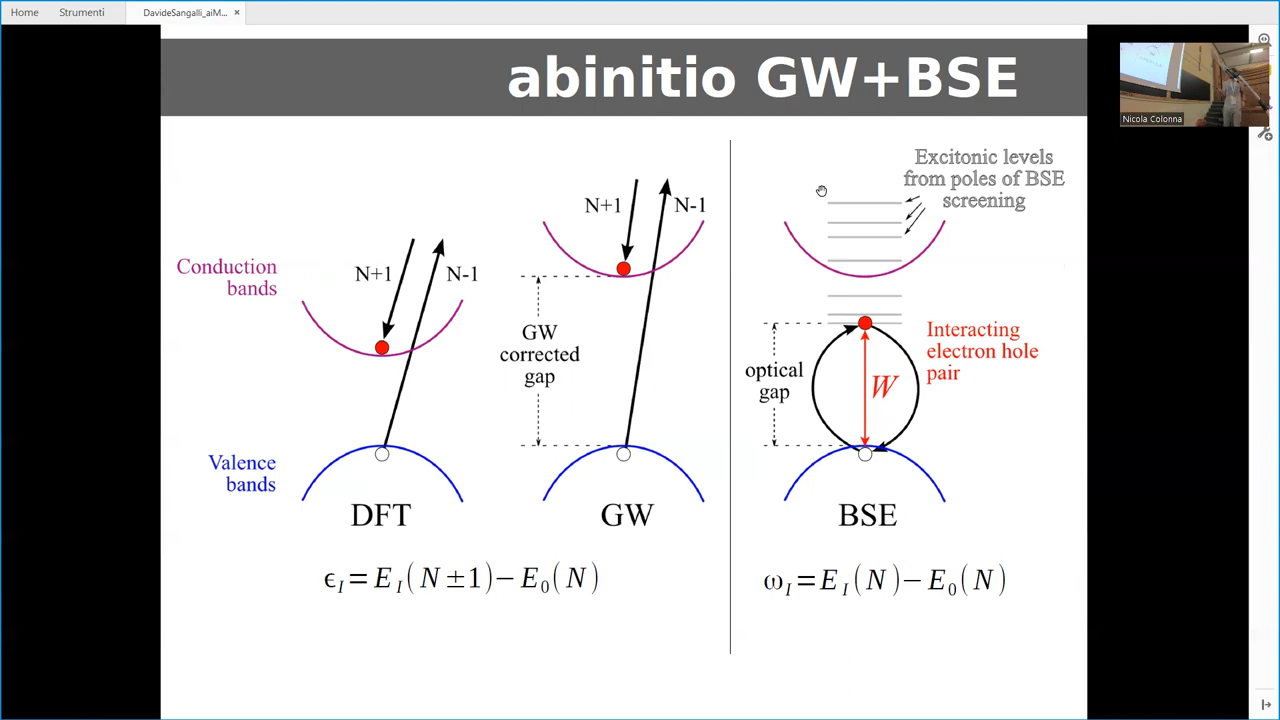 Home
Strumenti
DavideSangalli_aiM...
×
abinitio GW+BSE
Nicola Colonna
Conduction
bands
Valence
bands
N+1
N-1
DFT
N+1
N-1
GW
corrected
gap
GW
Excitonic levels
from poles of BSE
screening
optical
gap
W
Interacting
electron hole
pair
BSE
ϵ_I = E_I(N±1)−E_0(N)
ω_I = E_I(N)−E_0(N)